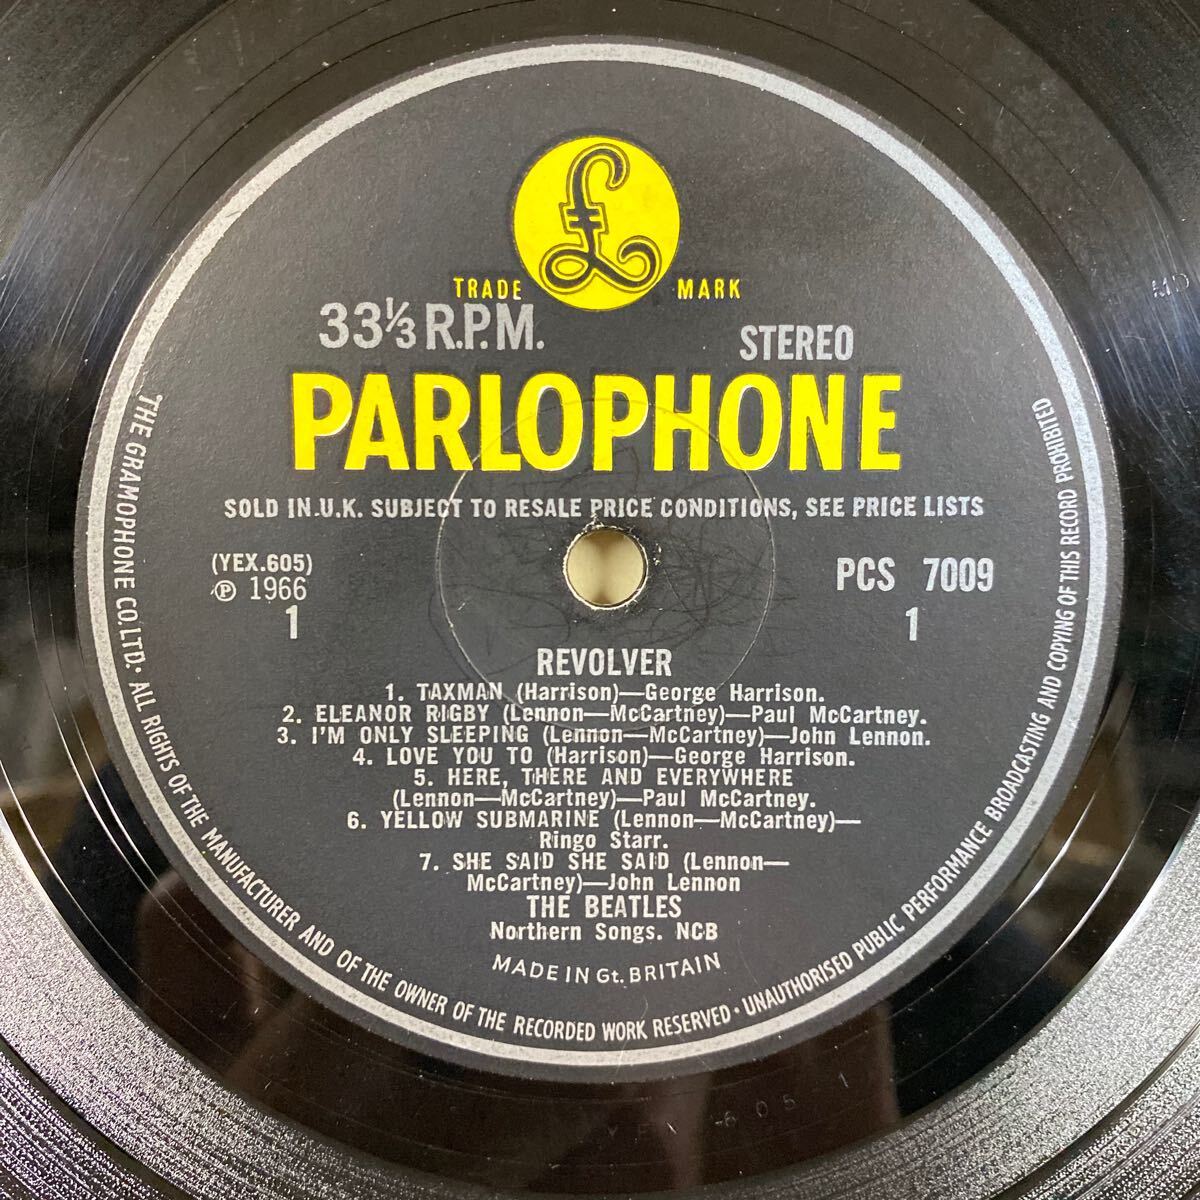 TRADE MARK
33⅓ R.P.M. STEREO
PARLOPHONE
SOLD IN U.K. SUBJECT TO RESALE PRICE CONDITIONS, SEE PRICE LISTS
(YEX.605)
Ⓟ 1966
1
PCS 7009
1
REVOLVER
1. TAXMAN (Harrison)—George Harrison.
2. ELEANOR RIGBY (Lennon—McCartney)—Paul McCartney.
3. I'M ONLY SLEEPING (Lennon—McCartney)—John Lennon.
4. LOVE YOU TO (Harrison)—George Harrison.
5. HERE, THERE AND EVERYWHERE
(Lennon—McCartney)—Paul McCartney.
6. YELLOW SUBMARINE (Lennon—McCartney)—
Ringo Starr.
7. SHE SAID SHE SAID (Lennon—
McCartney)—John Lennon
THE BEATLES
Northern Songs. NCB
MADE IN Gt. BRITAIN
THE GRAMOPHONE CO. LTD. · ALL RIGHTS OF THE MANUFACTURER AND OF THE OWNER OF THE RECORDED WORK RESERVED · UNAUTHORISED PUBLIC PERFORMANCE BROADCASTING AND COPYING OF THIS RECORD PROHIBITED